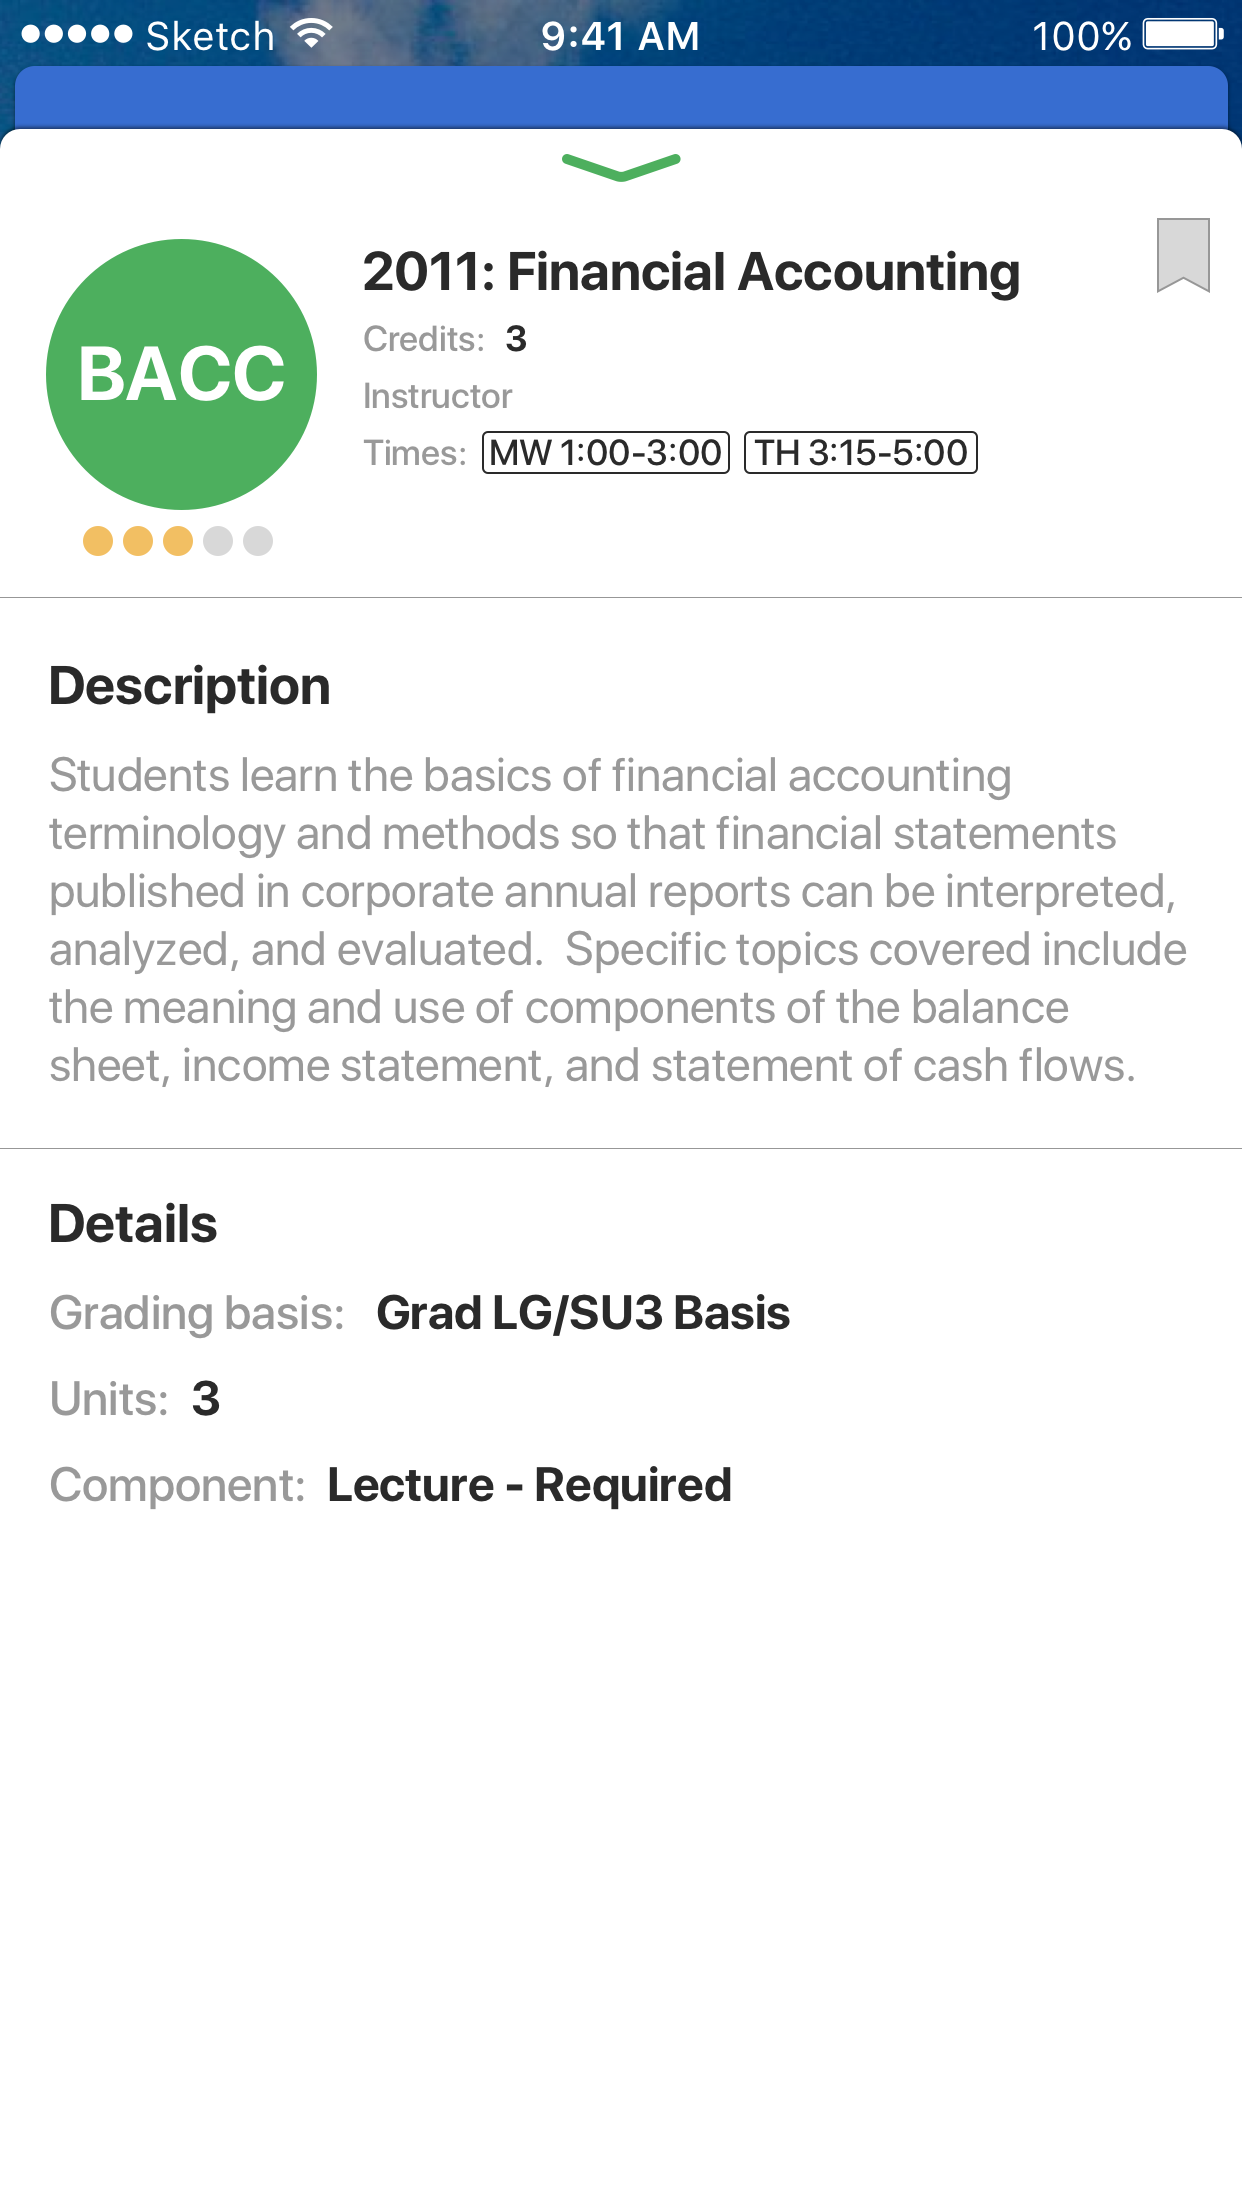 Sketch 9:41 AM 100%
BACC
2011: Financial Accounting
Credits: 3
Instructor
Times: MW 1:00-3:00 TH 3:15-5:00
Description
Students learn the basics of financial accounting
terminology and methods so that financial statements
published in corporate annual reports can be interpreted,
analyzed, and evaluated.  Specific topics covered include
the meaning and use of components of the balance
sheet, income statement, and statement of cash flows.
Details
Grading basis: Grad LG/SU3 Basis
Units: 3
Component: Lecture - Required